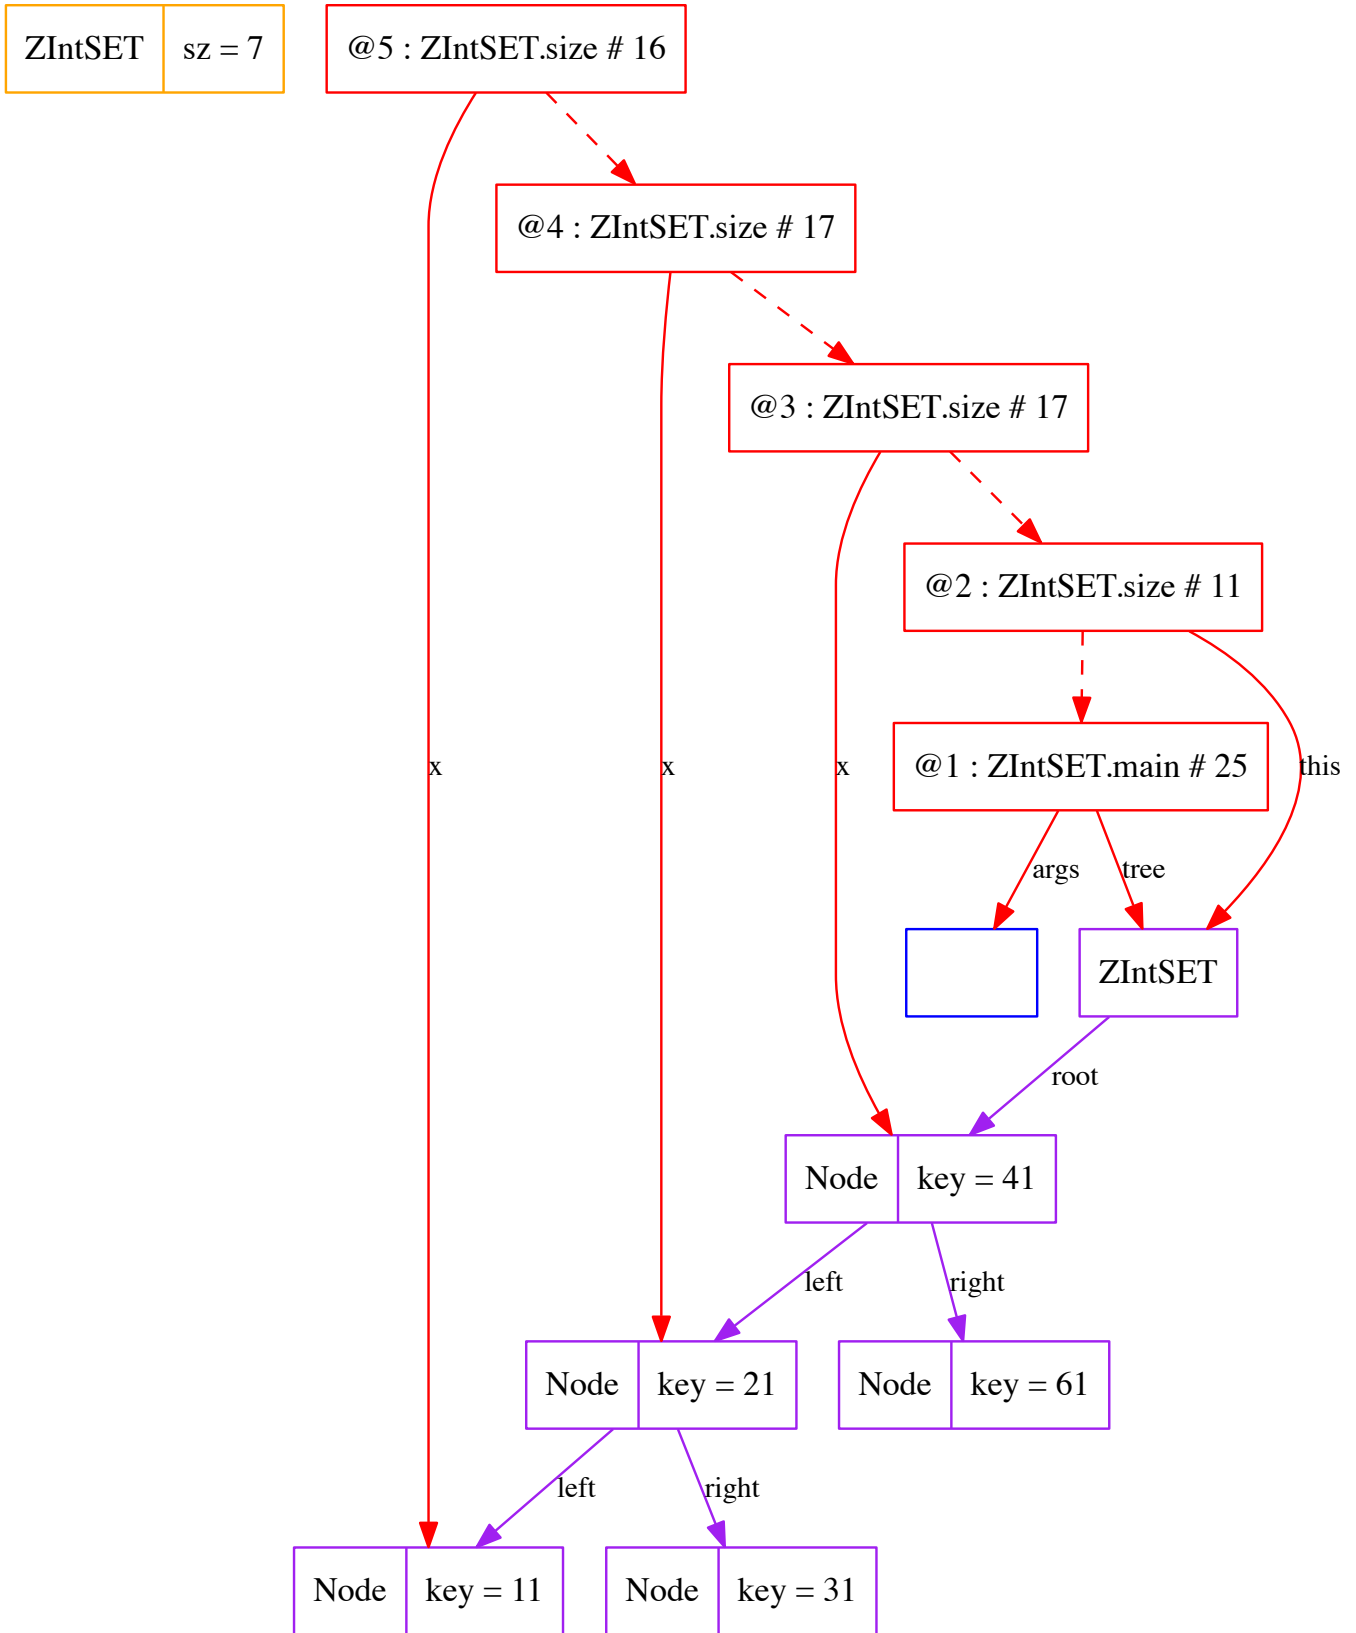 ZIntSET sz = 7
@5 : ZIntSET.size # 16
@4 : ZIntSET.size # 17
@3 : ZIntSET.size # 17
@2 : ZIntSET.size # 11
@1 : ZIntSET.main # 25
x
x
x
this
args
tree
ZIntSET
root
Node key = 41
left
right
Node key = 21
Node key = 61
left
right
Node key = 11
Node key = 31